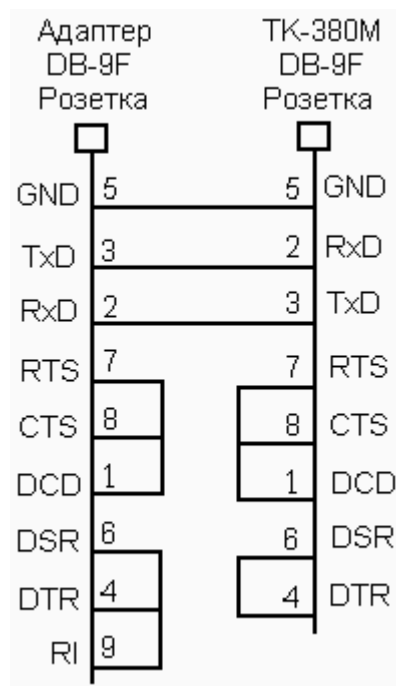 Адаптер TK-380M
DB-9F DB-9F
Розетка Розетка
GND 5 5 GND
TxD 3 2 RxD
RxD 2 3 TxD
RTS 7 7 RTS
CTS 8 8 CTS
DCD 1 1 DCD
DSR 6 6 DSR
DTR 4 4 DTR
RI 9